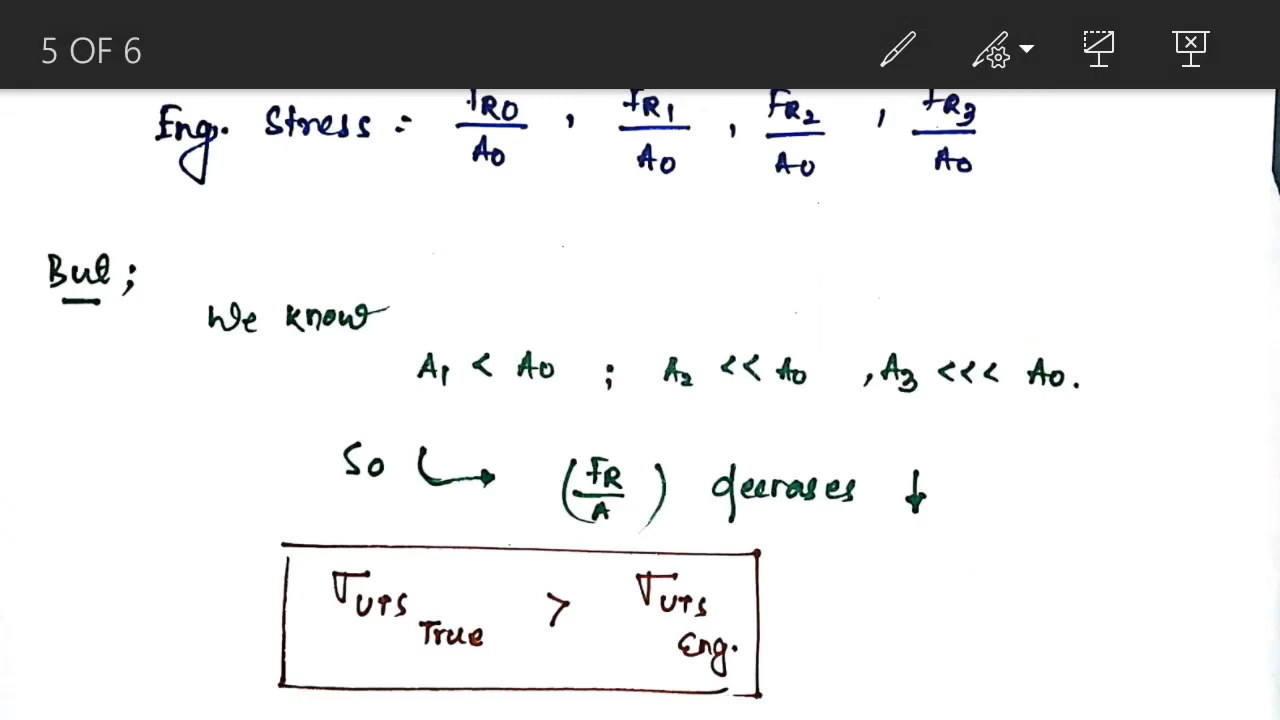 5 OF 6
Eng. Stress = FR0/A0 , FR1/A0 , FR2/A0 , FR3/A0
But ;
We know
A1 < A0 ; A2 << A0 , A3 <<< A0.
So ↳ (FR/A) decrases ↓
σUTS True > σUTS Eng.